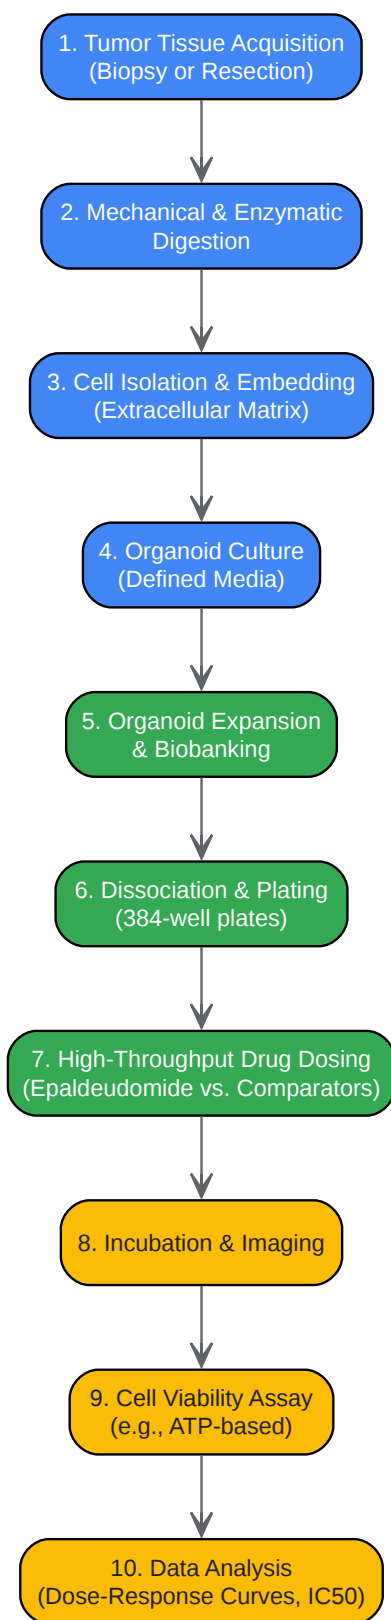 1. Tumor Tissue Acquisition
(Biopsy or Resection)
2. Mechanical & Enzymatic
Digestion
3. Cell Isolation & Embedding
(Extracellular Matrix)
4. Organoid Culture
(Defined Media)
5. Organoid Expansion
& Biobanking
6. Dissociation & Plating
(384-well plates)
7. High-Throughput Drug Dosing
(Epaldeudomide vs. Comparators)
8. Incubation & Imaging
9. Cell Viability Assay
(e.g., ATP-based)
10. Data Analysis
(Dose-Response Curves, IC50)